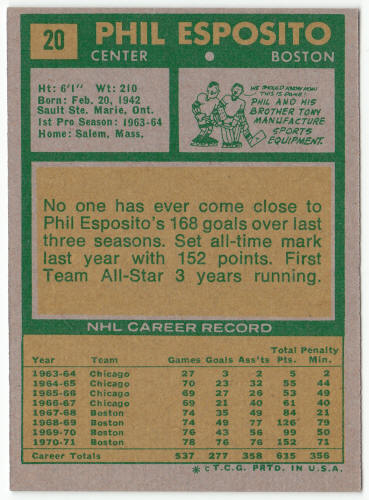 20
PHIL ESPOSITO
CENTER BOSTON
Ht: 6'1" Wt: 210
Born: Feb. 20, 1942
Sault Ste. Marie, Ont.
1st Pro Season: 1963-64
Home: Salem, Mass.
WE SHOULD KNOW!
THIS IS OURS!
PHIL AND HIS
BROTHER TONY
MANUFACTURE
SPORTS
EQUIPMENT.
No one has ever come close to
Phil Esposito's 168 goals over last
three seasons. Set all-time mark
last year with 152 points. First
Team All-Star 3 years running.
NHL CAREER RECORD
Total Penalty
Year Team Games Goals Ass'ts Pts. Min.
1963-64 Chicago 27 3 2 5 2
1964-65 Chicago 70 23 32 55 44
1965-66 Chicago 69 27 26 53 49
1966-67 Chicago 69 21 40 61 40
1967-68 Boston 74 35 49 84 21
1968-69 Boston 74 49 77 126 79
1969-70 Boston 76 43 56 99 50
1970-71 Boston 78 76 76 152 71
Career Totals 537 277 358 635 356
* © T.C.G. PRTD. IN U.S.A.